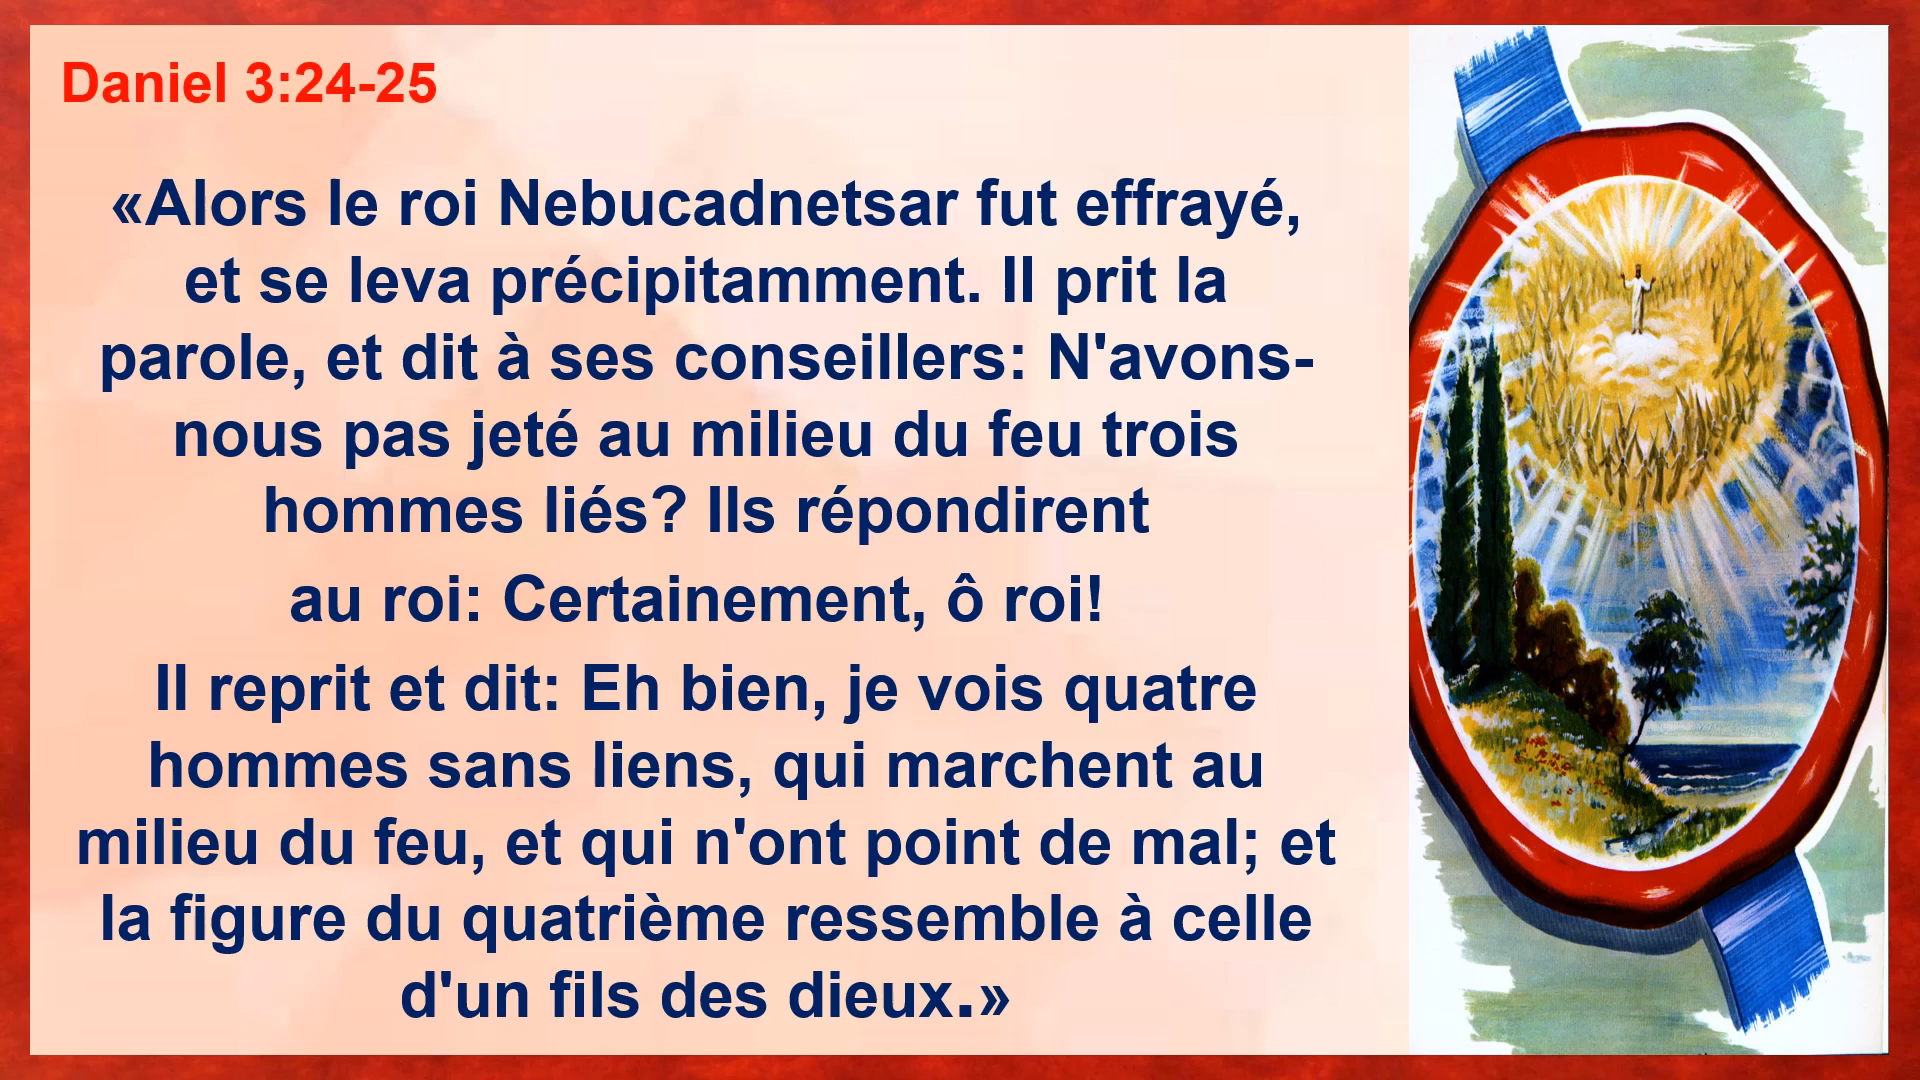 Daniel 3:24-25
«Alors le roi Nebucadnetsar fut effrayé,
et se leva précipitamment. Il prit la
parole, et dit à ses conseillers: N'avons-
nous pas jeté au milieu du feu trois
hommes liés? Ils répondirent
au roi: Certainement, ô roi!
Il reprit et dit: Eh bien, je vois quatre
hommes sans liens, qui marchent au
milieu du feu, et qui n'ont point de mal; et
la figure du quatrième ressemble à celle
d'un fils des dieux.»